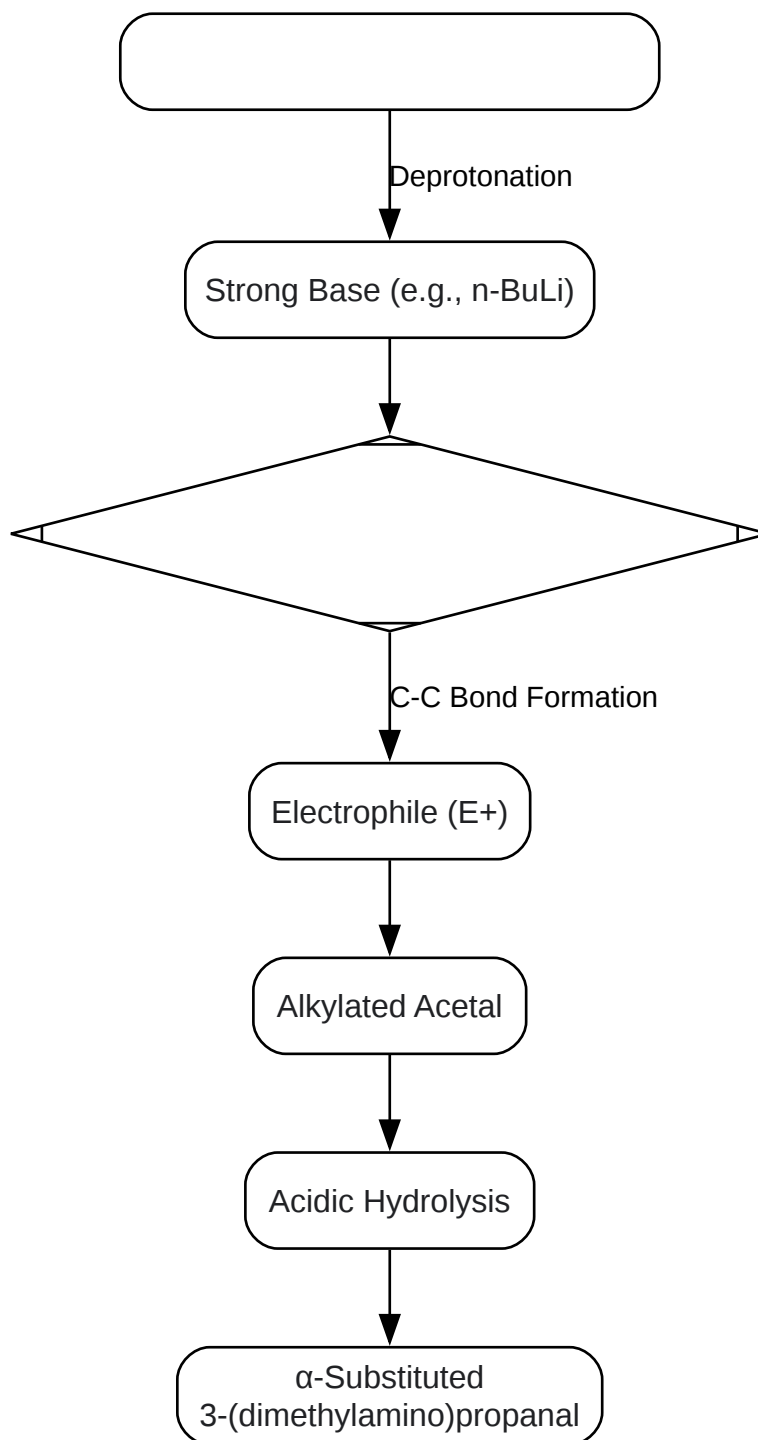 Deprotonation
Strong Base (e.g., n-BuLi)
C-C Bond Formation
Electrophile (E+)
Alkylated Acetal
Acidic Hydrolysis
α-Substituted
3-(dimethylamino)propanal